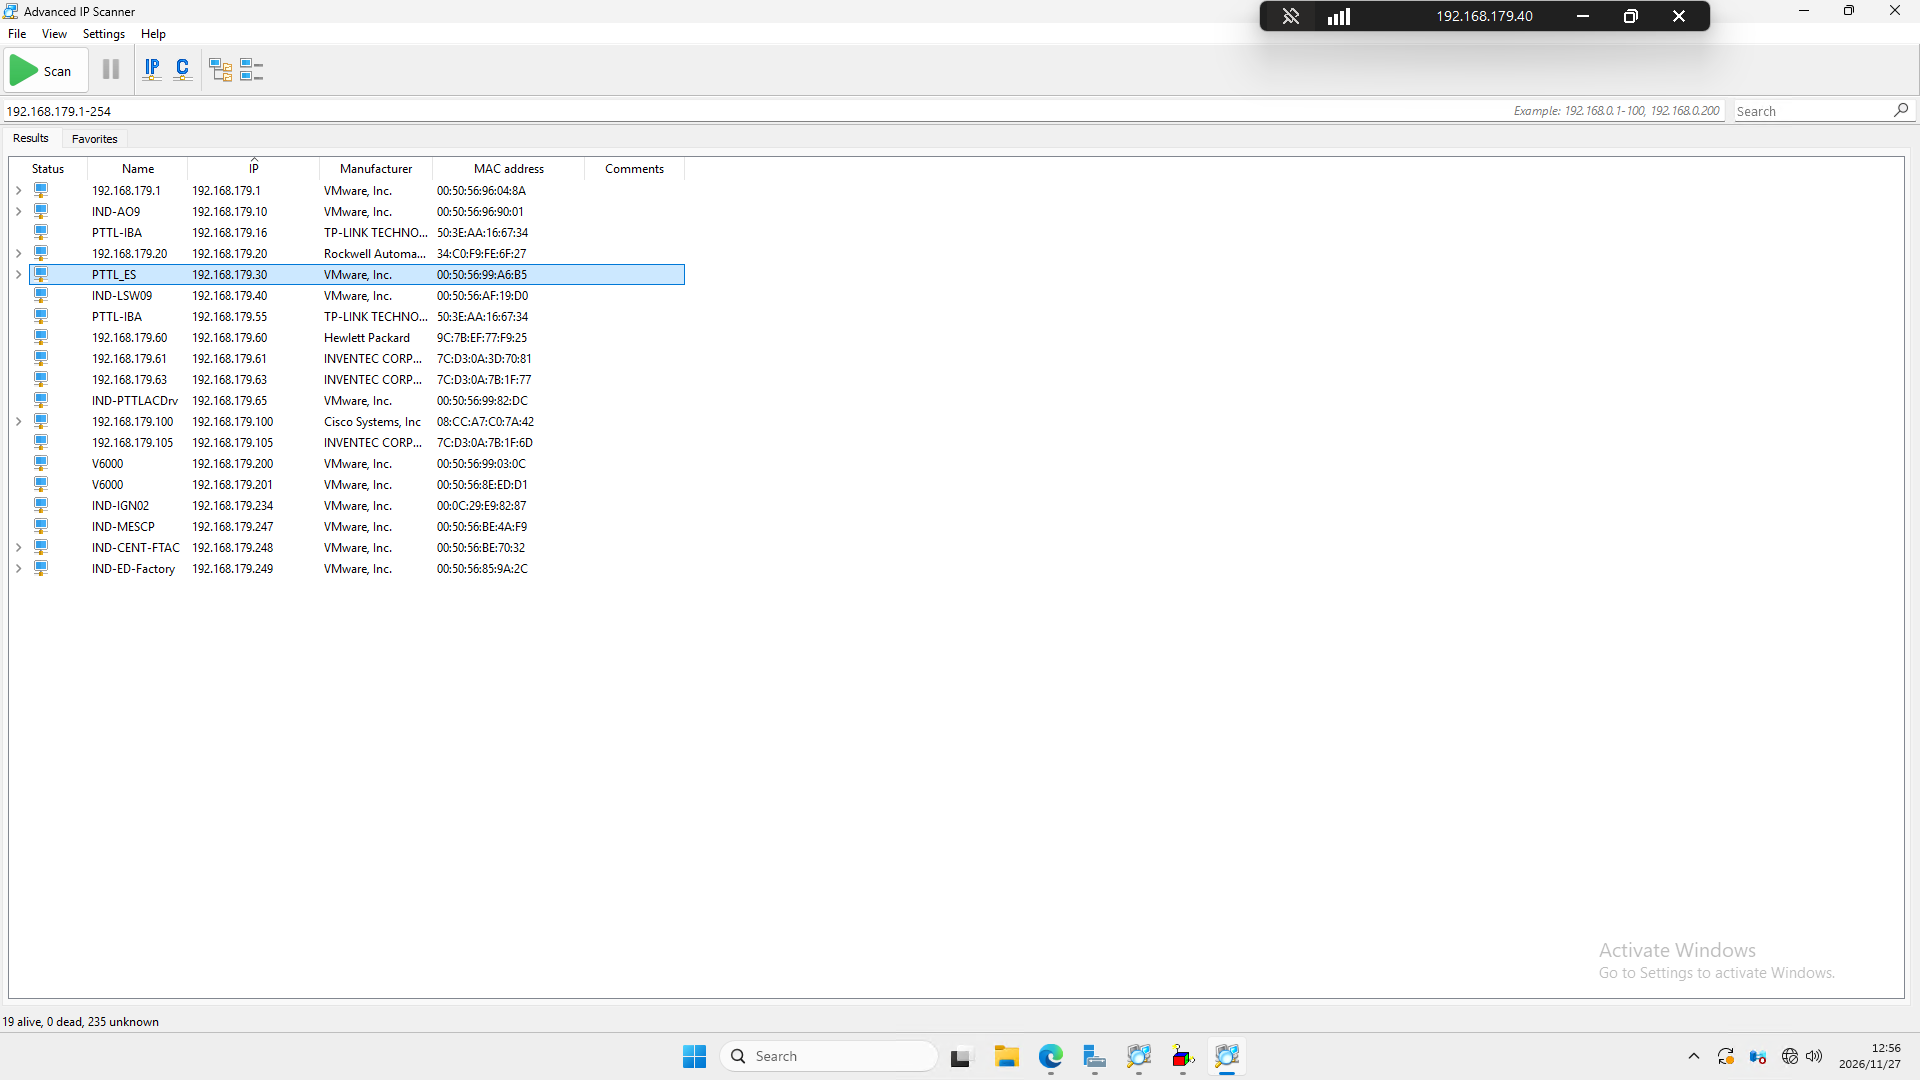 Advanced IP Scanner
192.168.179.40
File View Settings Help
Scan IP C
192.168.179.1-254 Example: 192.168.0.1-100, 192.168.0.200 Search
Results Favorites
Status Name IP Manufacturer MAC address Comments
192.168.179.1 192.168.179.1 VMware, Inc. 00:50:56:96:04:8A
IND-AO9 192.168.179.10 VMware, Inc. 00:50:56:96:90:01
PTTL-IBA 192.168.179.16 TP-LINK TECHNO... 50:3E:AA:16:67:34
192.168.179.20 192.168.179.20 Rockwell Automa... 34:C0:F9:FE:6F:27
PTTL_ES 192.168.179.30 VMware, Inc. 00:50:56:99:A6:B5
IND-LSW09 192.168.179.40 VMware, Inc. 00:50:56:AF:19:D0
PTTL-IBA 192.168.179.55 TP-LINK TECHNO... 50:3E:AA:16:67:34
192.168.179.60 192.168.179.60 Hewlett Packard 9C:7B:EF:77:F9:25
192.168.179.61 192.168.179.61 INVENTEC CORP... 7C:D3:0A:3D:70:81
192.168.179.63 192.168.179.63 INVENTEC CORP... 7C:D3:0A:7B:1F:77
IND-PTTLACDrv 192.168.179.65 VMware, Inc. 00:50:56:99:82:DC
192.168.179.100 192.168.179.100 Cisco Systems, Inc 08:CC:A7:C0:7A:42
192.168.179.105 192.168.179.105 INVENTEC CORP... 7C:D3:0A:7B:1F:6D
V6000 192.168.179.200 VMware, Inc. 00:50:56:99:03:0C
V6000 192.168.179.201 VMware, Inc. 00:50:56:8E:ED:D1
IND-IGN02 192.168.179.234 VMware, Inc. 00:0C:29:E9:82:87
IND-MESCP 192.168.179.247 VMware, Inc. 00:50:56:BE:4A:F9
IND-CENT-FTAC 192.168.179.248 VMware, Inc. 00:50:56:BE:70:32
IND-ED-Factory 192.168.179.249 VMware, Inc. 00:50:56:85:9A:2C
Activate Windows
Go to Settings to activate Windows.
19 alive, 0 dead, 235 unknown
Search
12:56
2026/11/27